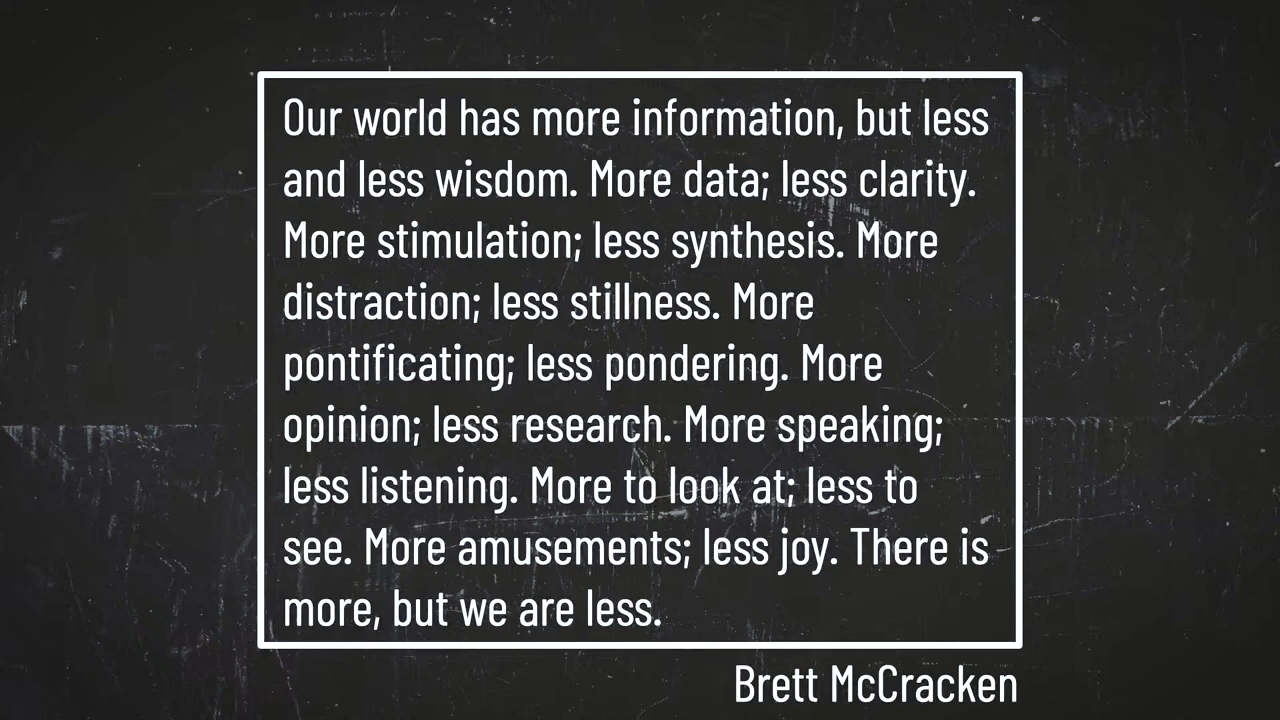 Our world has more information, but less
and less wisdom. More data; less clarity.
More stimulation; less synthesis. More
distraction; less stillness. More
pontificating; less pondering. More
opinion; less research. More speaking;
less listening. More to look at; less to
see. More amusements; less joy. There is
more, but we are less.
Brett McCracken